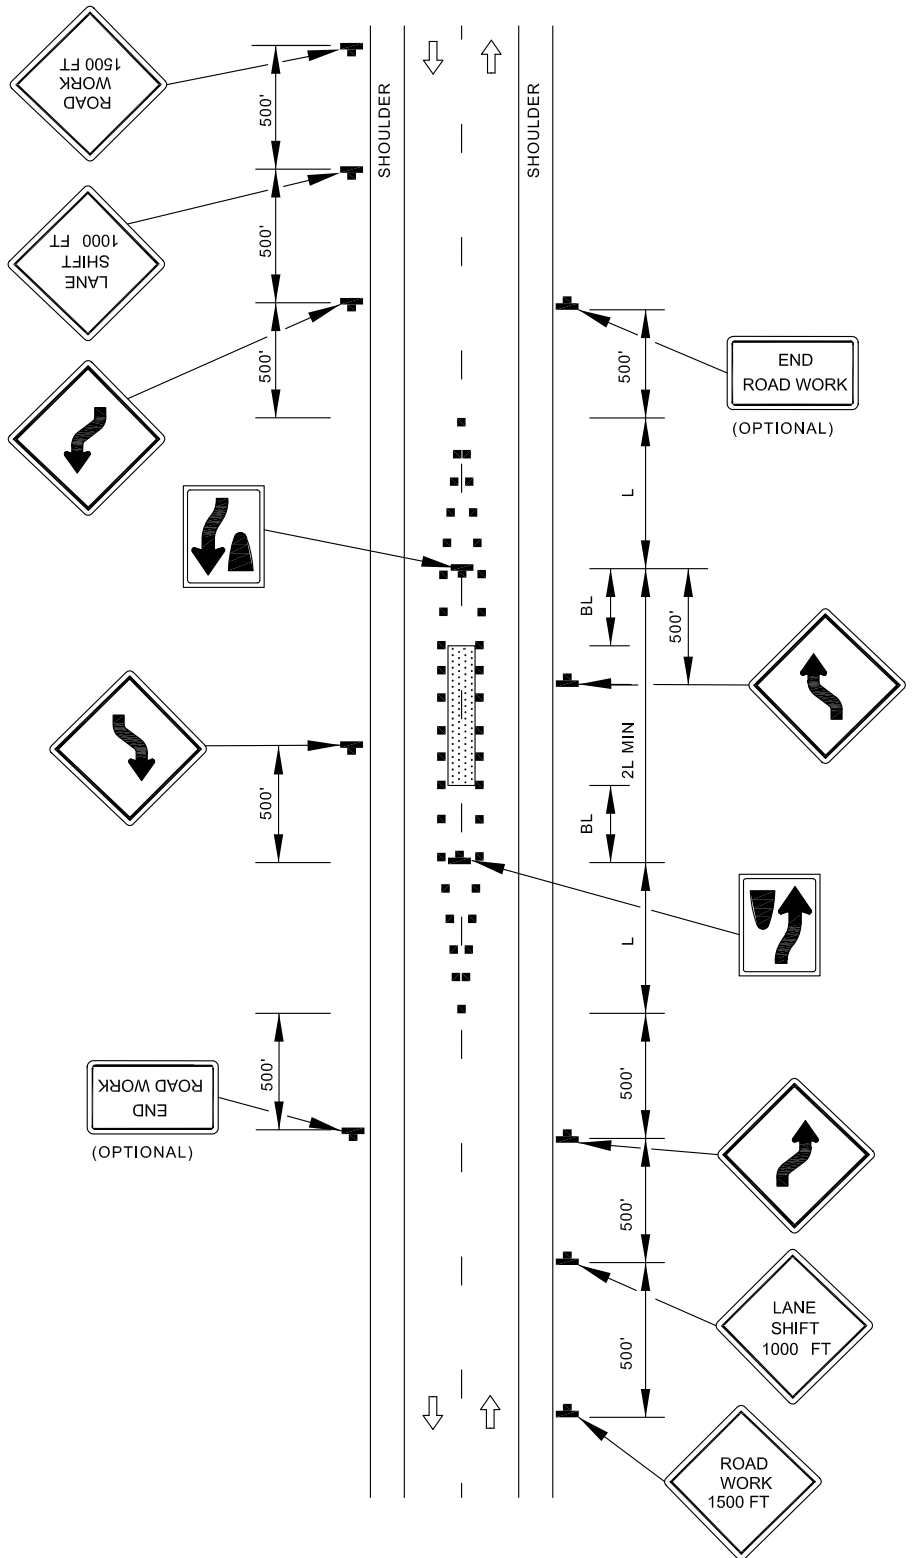 ROAD
WORK
1500 FT
500'
SHOULDER
SHOULDER
LANE
SHIFT
1000 FT
500'
500'
END
ROAD WORK
(OPTIONAL)
500'
L
BL
500'
2L MIN
500'
BL
L
END
ROAD WORK
(OPTIONAL)
500'
500'
500'
LANE
SHIFT
1000 FT
500'
ROAD
WORK
1500 FT